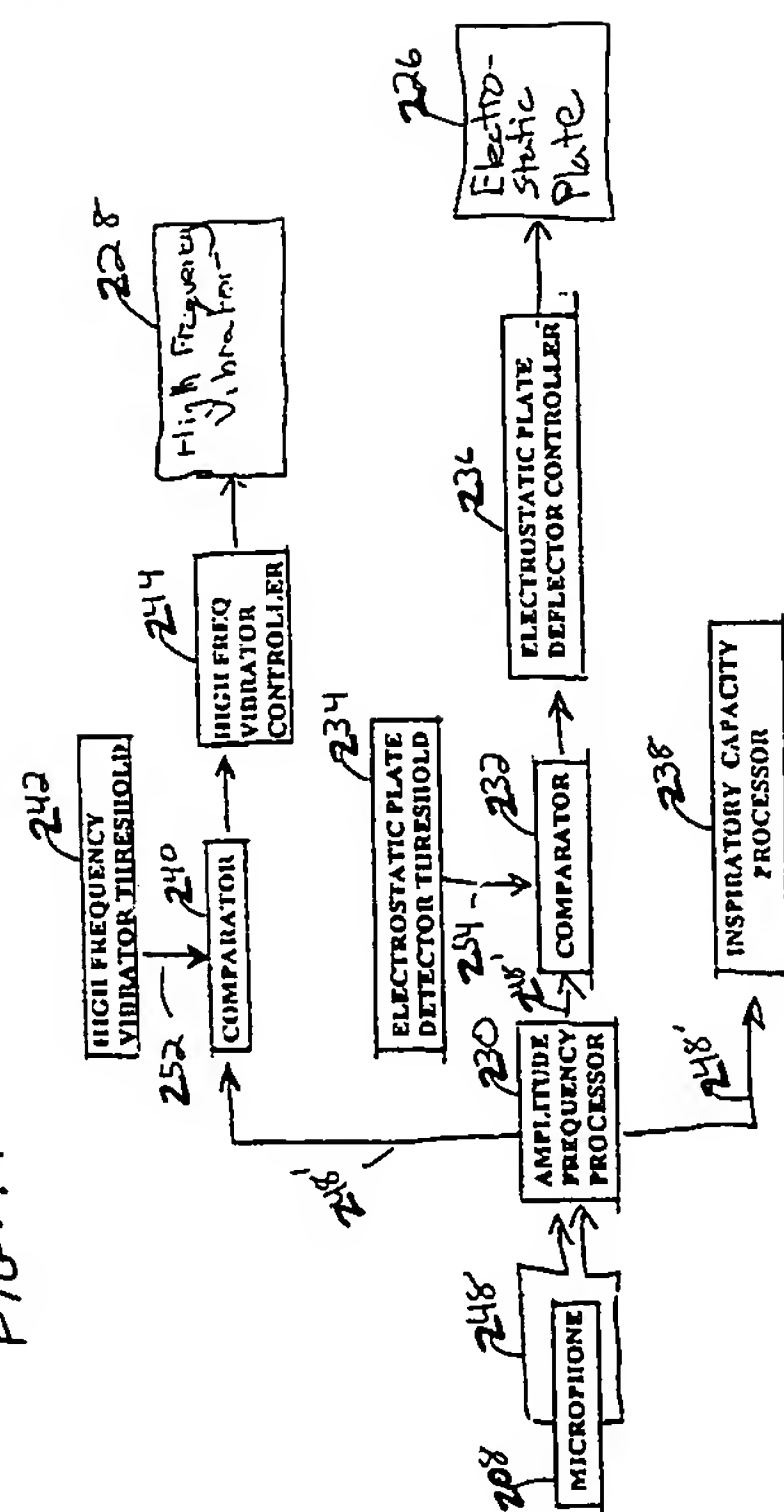 242
HIGH FREQUENCY
VIBRATOR THRESHOLD
252
240
COMPARATOR
244
HIGH FREQ
VIBRATOR
CONTROLLER
228
High Frequency
Vibrator
234
ELECTROSTATIC PLATE
DETECTOR THRESHOLD
254
232
COMPARATOR
236
ELECTROSTATIC PLATE
DEFLECTOR CONTROLLER
226
Electro-
Static
Plate
248'
248'
208
MICROPHONE
248
230
AMPLITUDE
FREQUENCY
PROCESSOR
248'
238
INSPIRATORY CAPACITY
PROCESSOR